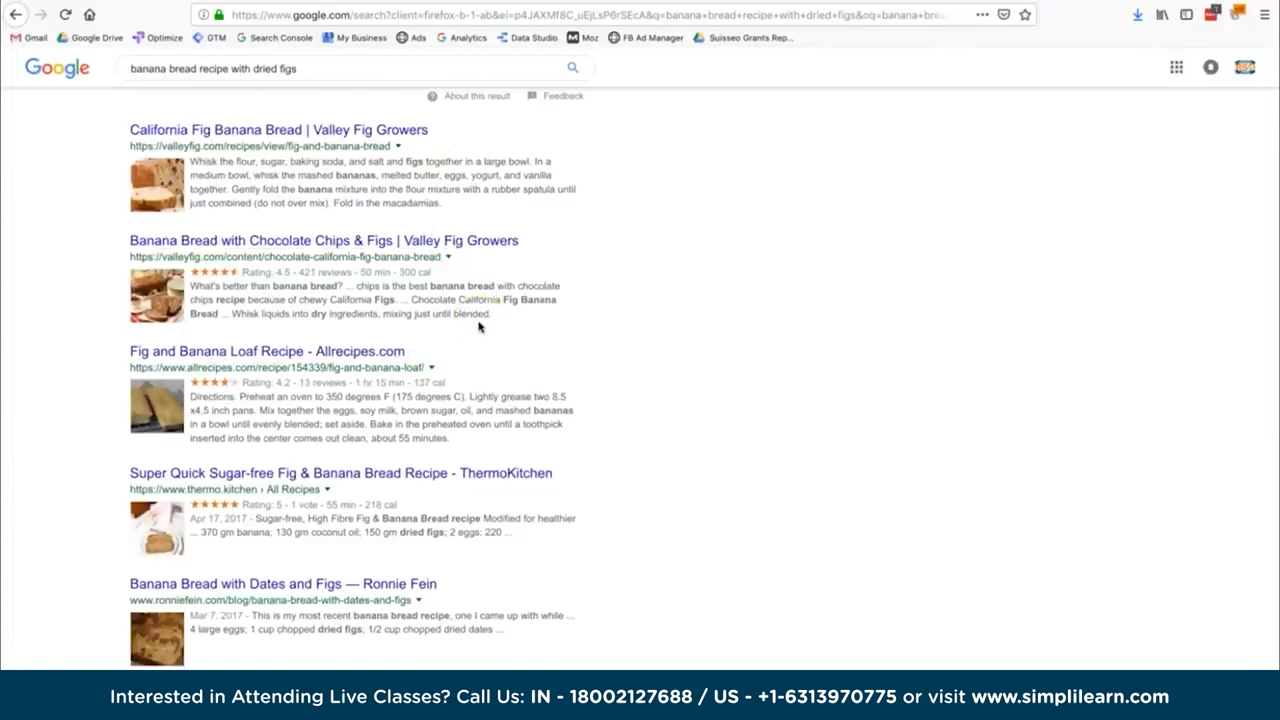 https://www.google.com/search?client=firefox-b-1-ab&ei=p4JAXMf8C_uEjLsP6rSEcA&q=banana+bread+recipe+with+dried+figs&oq=banana+bre
Gmail Google Drive Optimize GTM Search Console My Business Ads Analytics Data Studio Moz FB Ad Manager Suisseo Grants Rep...
Google banana bread recipe with dried figs
About this result Feedback
California Fig Banana Bread | Valley Fig Growers
https://valleyfig.com/recipes/view/fig-and-banana-bread
Whisk the flour, sugar, baking soda, and salt and figs together in a large bowl. In a
medium bowl, whisk the mashed bananas, melted butter, eggs, yogurt, and vanilla
together. Gently fold the banana mixture into the flour mixture with a rubber spatula until
just combined (do not over mix). Fold in the macadamias.
Banana Bread with Chocolate Chips & Figs | Valley Fig Growers
https://valleyfig.com/content/chocolate-california-fig-banana-bread
Rating: 4.5 - 421 reviews - 50 min - 300 cal
What's better than banana bread? ... chips is the best banana bread with chocolate
chips recipe because of chewy California Figs. ... Chocolate California Fig Banana
Bread ... Whisk liquids into dry ingredients, mixing just until blended.
Fig and Banana Loaf Recipe - Allrecipes.com
https://www.allrecipes.com/recipe/154339/fig-and-banana-loaf/
Rating: 4.2 - 13 reviews - 1 hr 15 min - 137 cal
Directions. Preheat an oven to 350 degrees F (175 degrees C). Lightly grease two 8.5
x4.5 inch pans. Mix together the eggs, soy milk, brown sugar, oil, and mashed bananas
in a bowl until evenly blended; set aside. Bake in the preheated oven until a toothpick
inserted into the center comes out clean, about 55 minutes.
Super Quick Sugar-free Fig & Banana Bread Recipe - ThermoKitchen
https://www.thermo.kitchen › All Recipes
Rating: 5 - 1 vote - 55 min - 218 cal
Apr 17, 2017 - Sugar-free, High Fibre Fig & Banana Bread recipe Modified for healthier
... 370 gm banana; 130 gm coconut oil; 150 gm dried figs; 2 eggs: 220 ...
Banana Bread with Dates and Figs — Ronnie Fein
www.ronniefein.com/blog/banana-bread-with-dates-and-figs
Mar 7, 2017 - This is my most recent banana bread recipe, one I came up with while ...
4 large eggs; 1 cup chopped dried figs, 1/2 cup chopped dried dates ...
Interested in Attending Live Classes? Call Us: IN - 18002127688 / US - +1-6313970775 or visit www.simplilearn.com